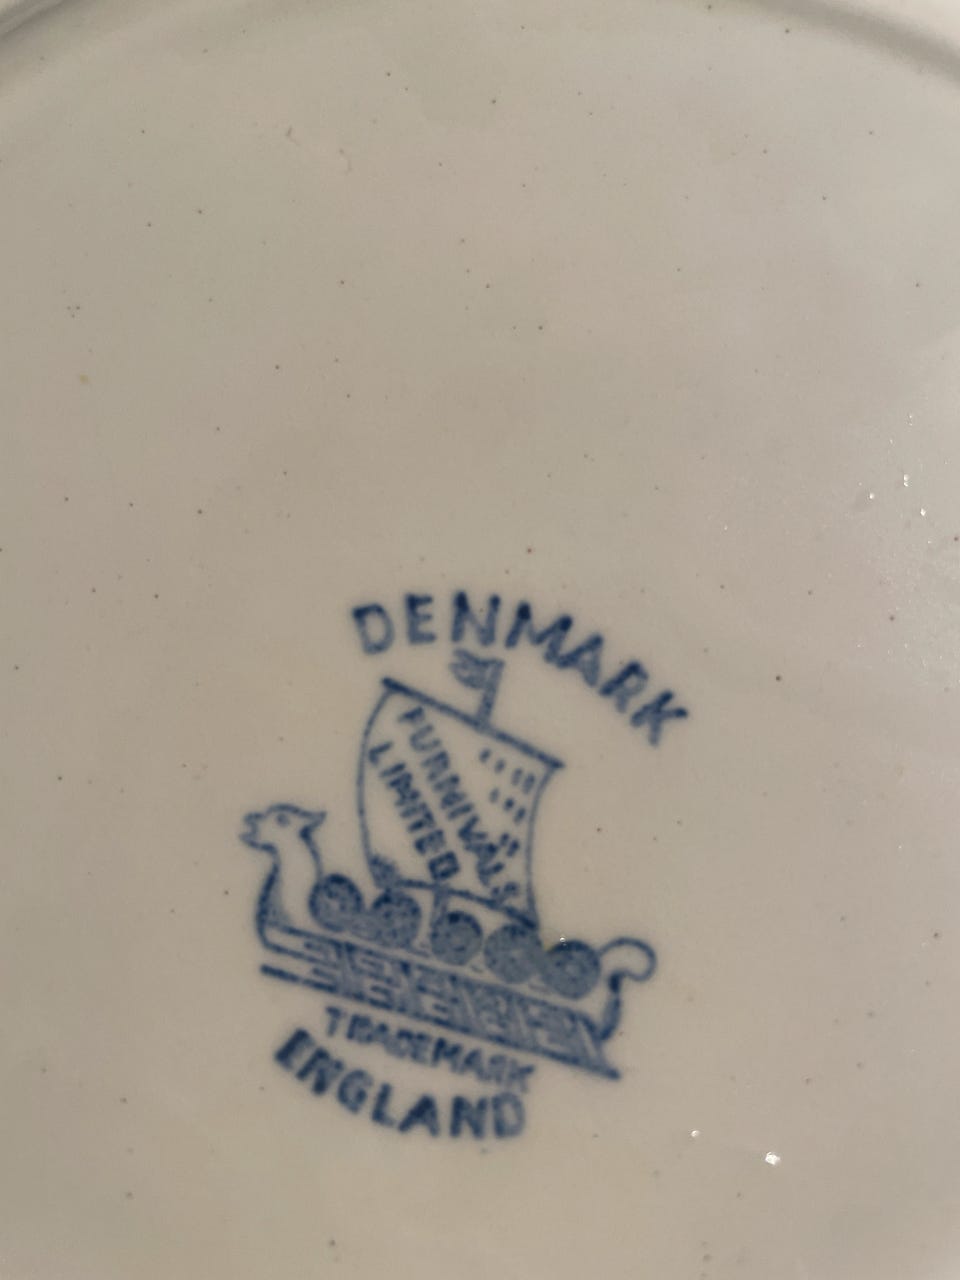 DENMARK
FURNIVALS
LIMITED
TRADEMARK
ENGLAND